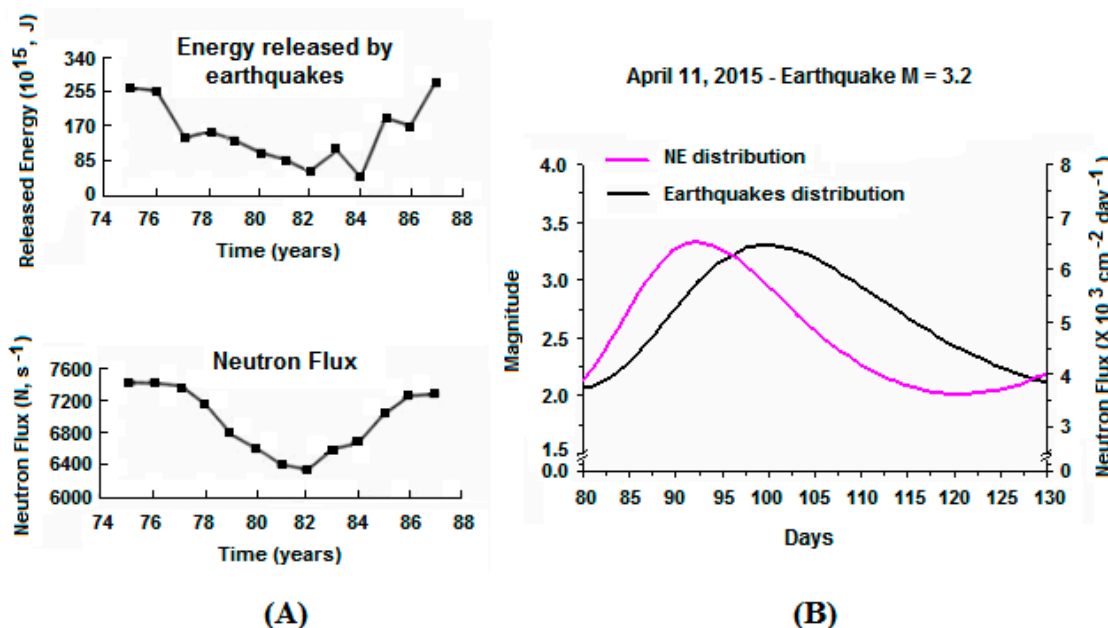 Energy released by
earthquakes
Released Energy (10¹⁵, J)
340
255
170
85
0
74 76 78 80 82 84 86 88
Time (years)
Neutron Flux
Neutron Flux (N, s⁻¹)
7600
7200
6800
6400
6000
74 76 78 80 82 84 86 88
Time (years)
(A)
April 11, 2015 - Earthquake M = 3.2
NE distribution
Earthquakes distribution
Magnitude
4.0
3.5
3.0
2.5
2.0
1.5
0.0
Neutron Flux (X 10³ cm⁻² day⁻¹)
8
7
6
5
4
3
0
80 85 90 95 100 105 110 115 120 125 130
Days
(B)